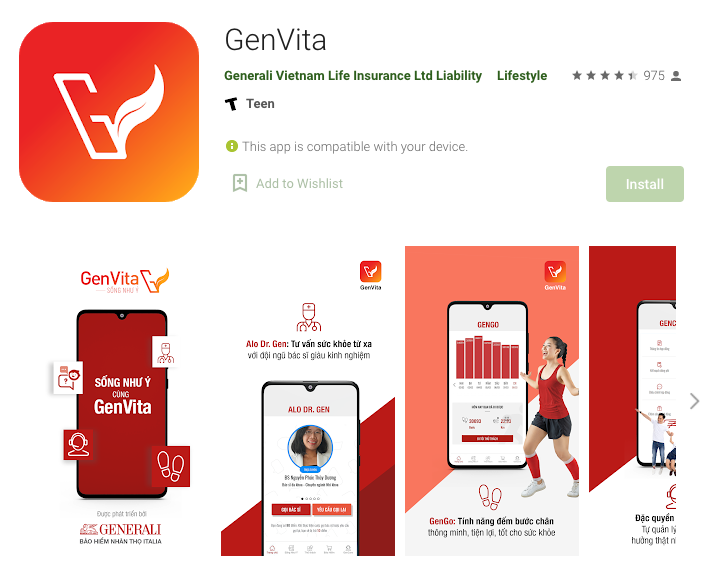 GenVita
Generali Vietnam Life Insurance Ltd Liability Lifestyle 975
Teen
This app is compatible with your device.
Add to Wishlist
Install
GenVita
SỐNG NHƯ Ý
SỐNG NHƯ Ý
CÙNG
GenVita
Được phát triển bởi
GENERALI
BẢO HIỂM NHÂN THỌ ITALIA
GenVita
Alo Dr. Gen: Tư vấn sức khỏe từ xa
với đội ngũ bác sĩ giàu kinh nghiệm
ALO DR. GEN
BS Nguyễn Phúc Thùy Dương
GỌI BÁC SĨ
YÊU CẦU GỌI LẠI
GenVita
GENGO
GenGo: Tính năng đếm bước chân
thông minh, tiện lợi, tốt cho sức khỏe
GENC
Đặc quyền
Tự quản lý
hưởng thật n